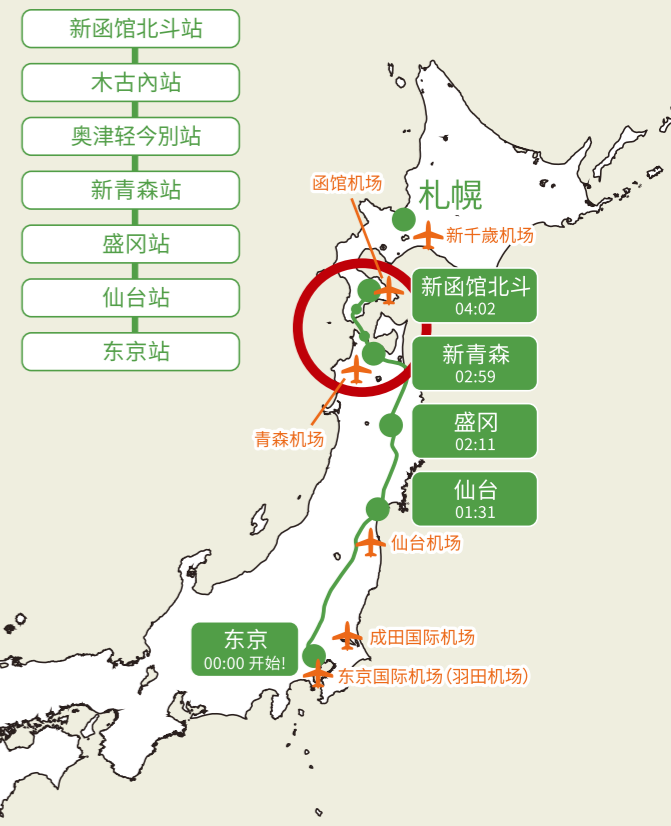 新函馆北斗站
木古內站
奥津轻今別站
新青森站
盛冈站
仙台站
东京站
函馆机场
札幌
新千歲机场
新函馆北斗
04:02
新青森
02:59
盛冈
02:11
青森机场
仙台
01:31
仙台机场
东京
00:00 开始!
成田国际机场
东京国际机场(羽田机场)